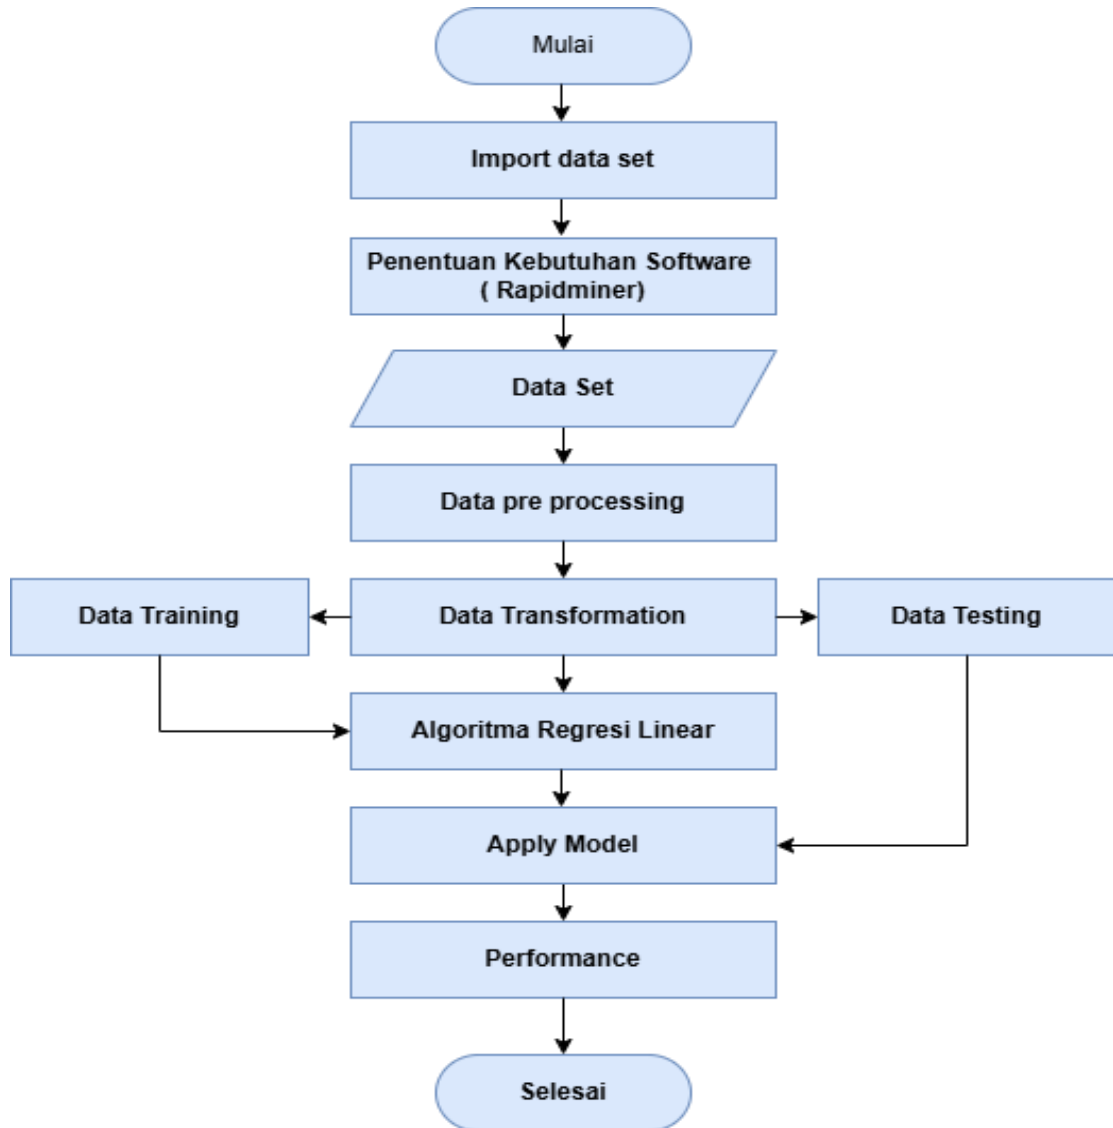 Mulai
Import data set
Penentuan Kebutuhan Software
( Rapidminer)
Data Set
Data pre processing
Data Training
Data Transformation
Data Testing
Algoritma Regresi Linear
Apply Model
Performance
Selesai